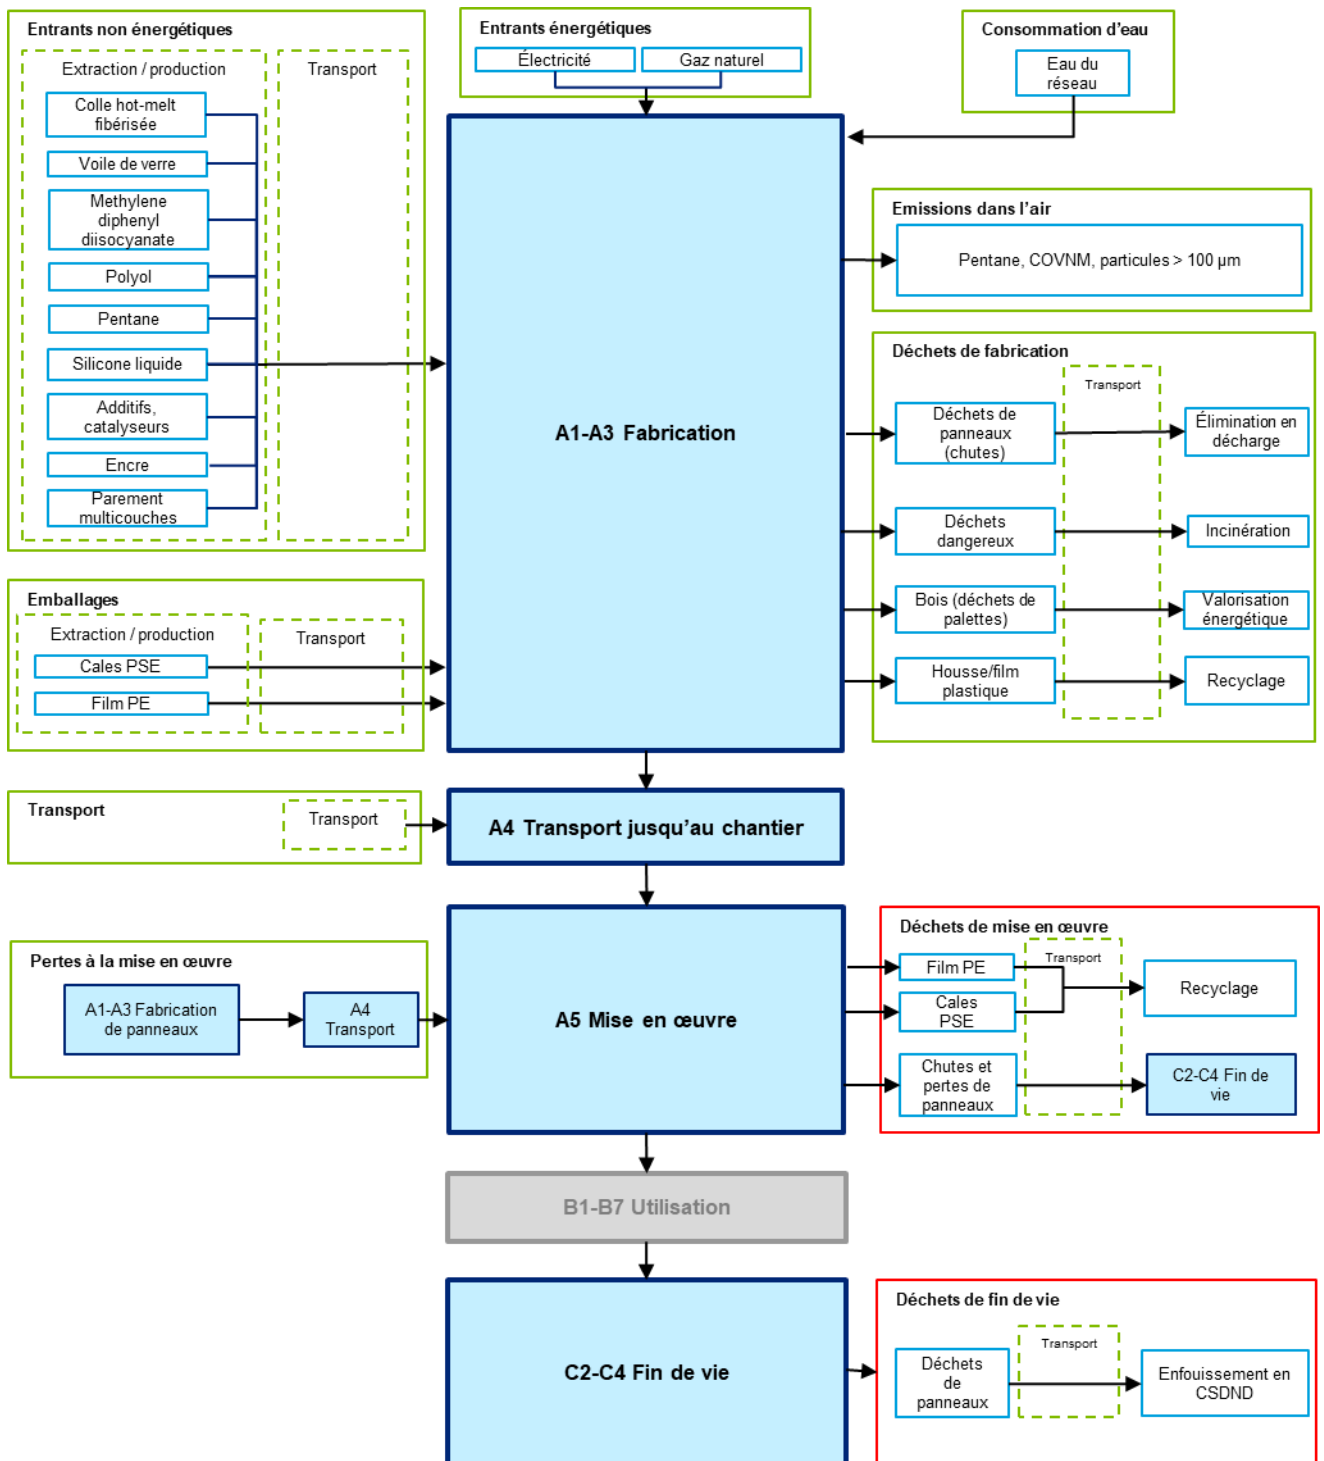 Entrants non énergétiques
Extraction / production
Transport
Colle hot-melt
fibérisée
Voile de verre
Methylene
diphenyl
diisocyanate
Polyol
Pentane
Silicone liquide
Additifs,
catalyseurs
Encre
Parement
multicouches
Entrants énergétiques
Électricité
Gaz naturel
Consommation d'eau
Eau du
réseau
A1-A3 Fabrication
Emissions dans l'air
Pentane, COVNM, particules > 100 µm
Déchets de fabrication
Transport
Déchets de
panneaux
(chutes)
Élimination en
décharge
Déchets
dangereux
Incinération
Bois (déchets de
palettes)
Valorisation
énergétique
Housse/film
plastique
Recyclage
Emballages
Extraction / production
Transport
Cales PSE
Film PE
Transport
Transport
A4 Transport jusqu'au chantier
Pertes à la mise en œuvre
A1-A3 Fabrication
de panneaux
A4
Transport
A5 Mise en œuvre
Déchets de mise en œuvre
Transport
Film PE
Cales
PSE
Recyclage
Chutes et
pertes de
panneaux
C2-C4 Fin de
vie
B1-B7 Utilisation
C2-C4 Fin de vie
Déchets de fin de vie
Transport
Déchets
de
panneaux
Enfouissement en
CSDND